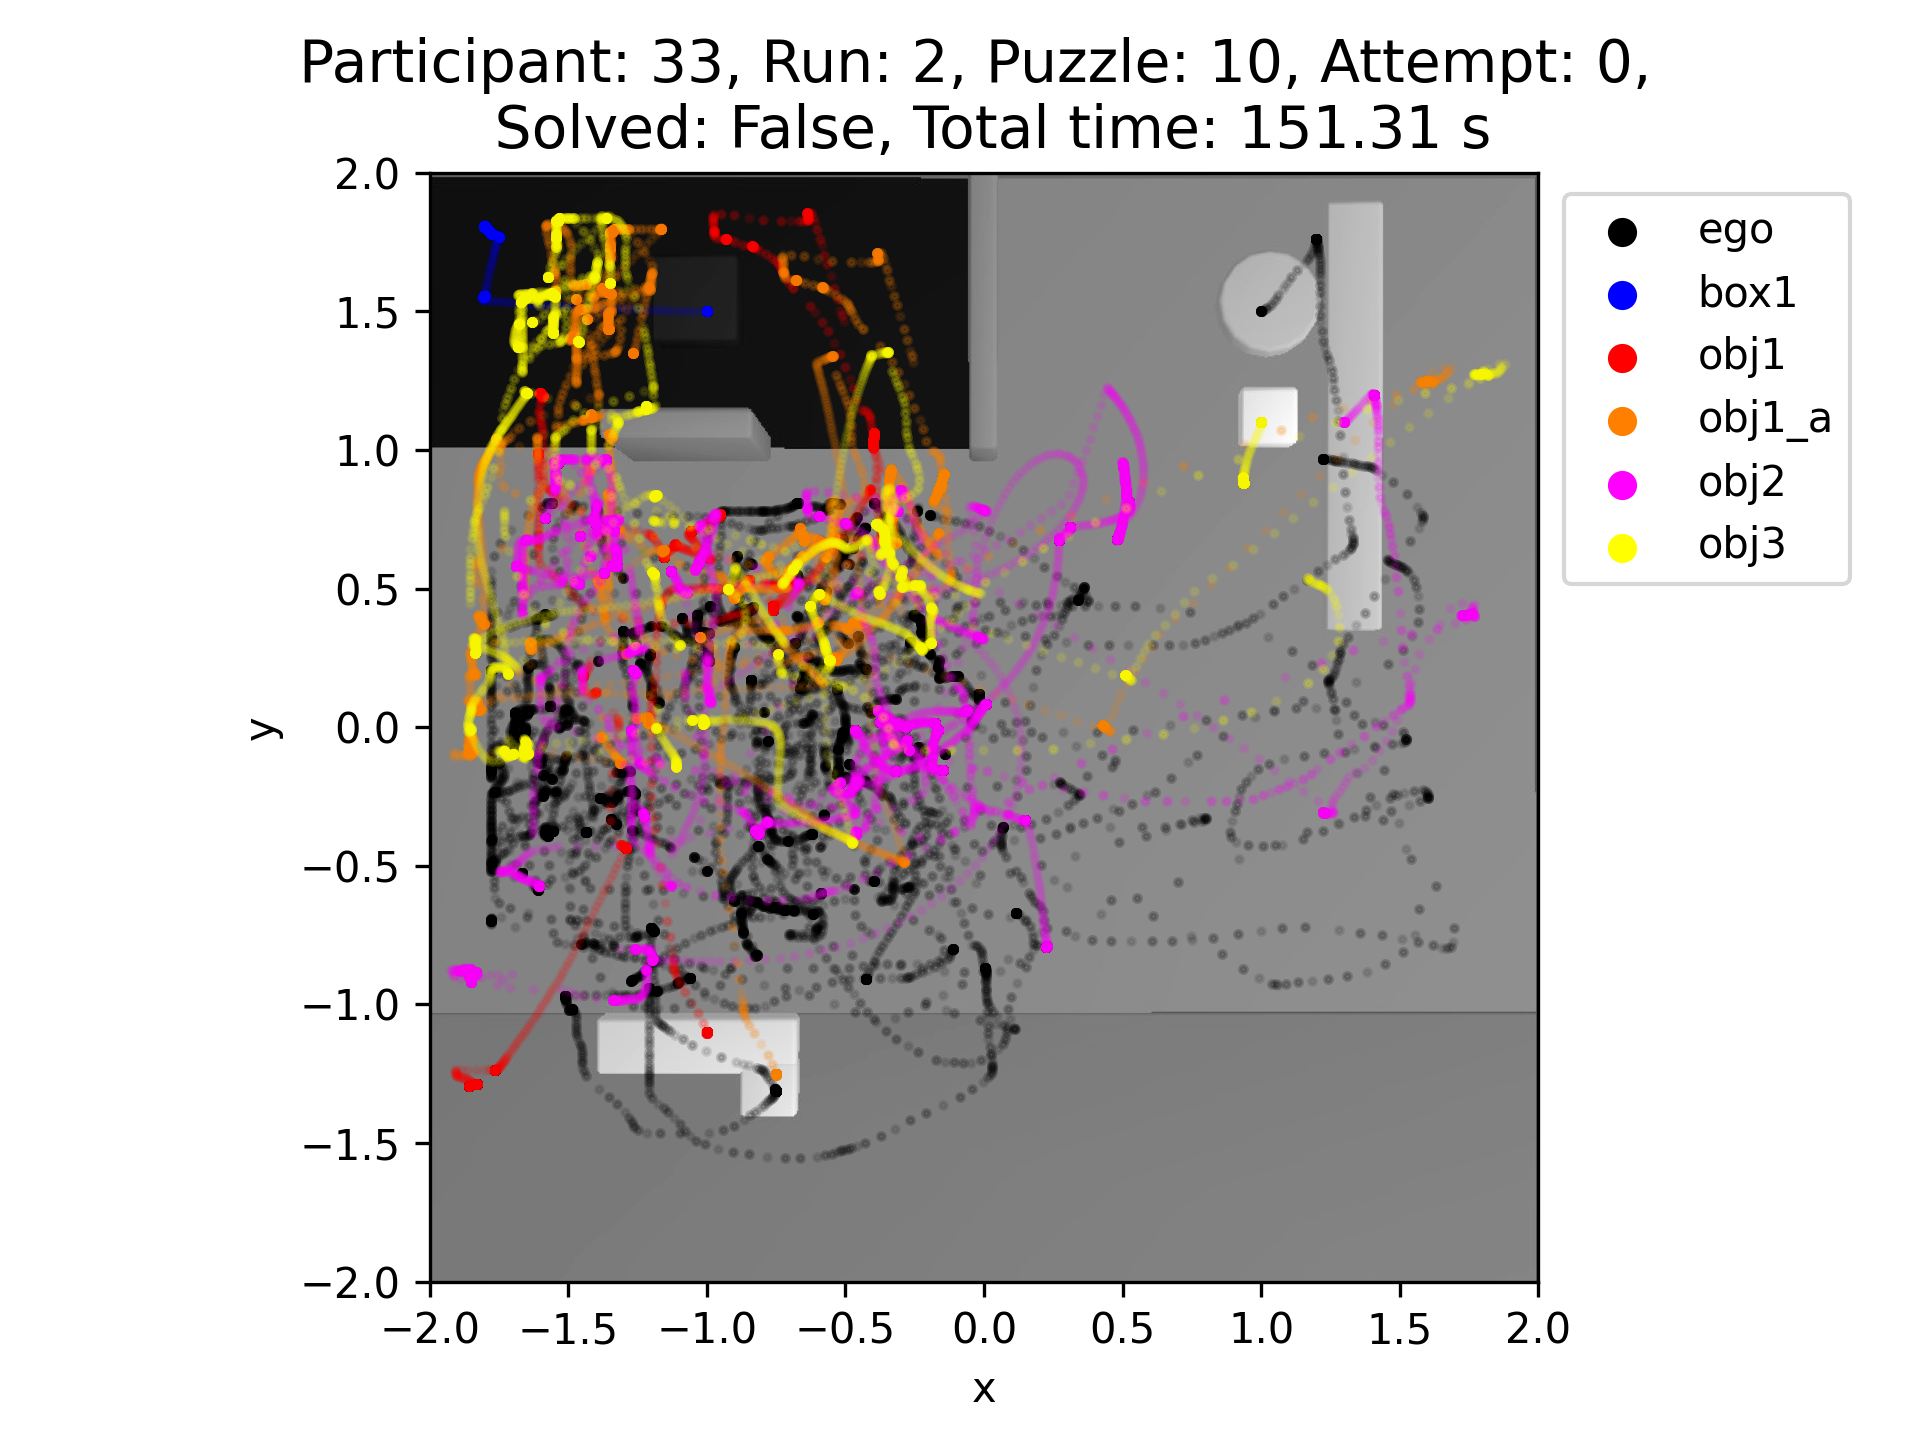 Participant: 33, Run: 2, Puzzle: 10, Attempt: 0,
Solved: False, Total time: 151.31 s
2.0
1.5
1.0
0.5
0.0
−0.5
−1.0
−1.5
−2.0
y
−2.0 −1.5 −1.0 −0.5 0.0 0.5 1.0 1.5 2.0
x
ego
box1
obj1
obj1_a
obj2
obj3